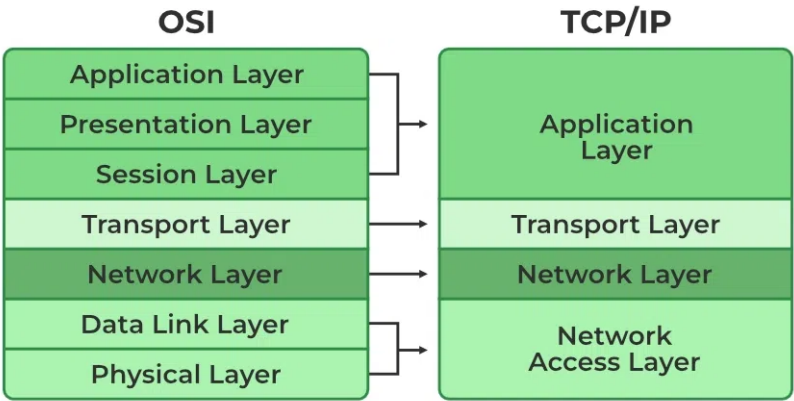 OSI
TCP/IP
Application Layer
Presentation Layer
Session Layer
Transport Layer
Network Layer
Data Link Layer
Physical Layer
Application
Layer
Transport Layer
Network Layer
Network
Access Layer